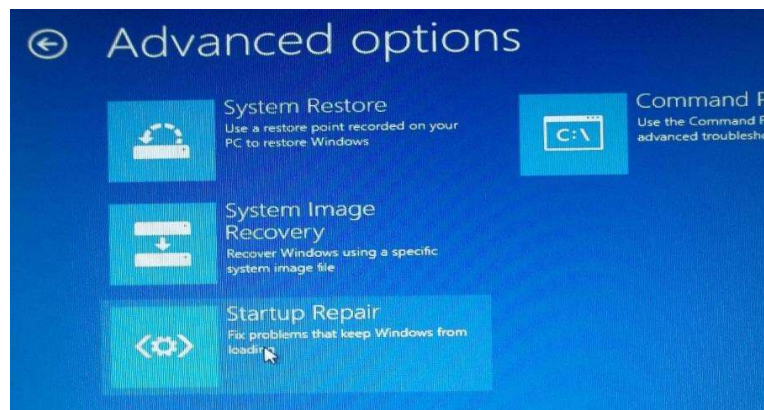 Advanced options
System Restore
Use a restore point recorded on your
PC to restore Windows
Command
Use the Command
advanced
C:\
System Image
Recovery
Recover Windows using a specific
system image file
Startup Repair
Fix problems that keep Windows from
loading